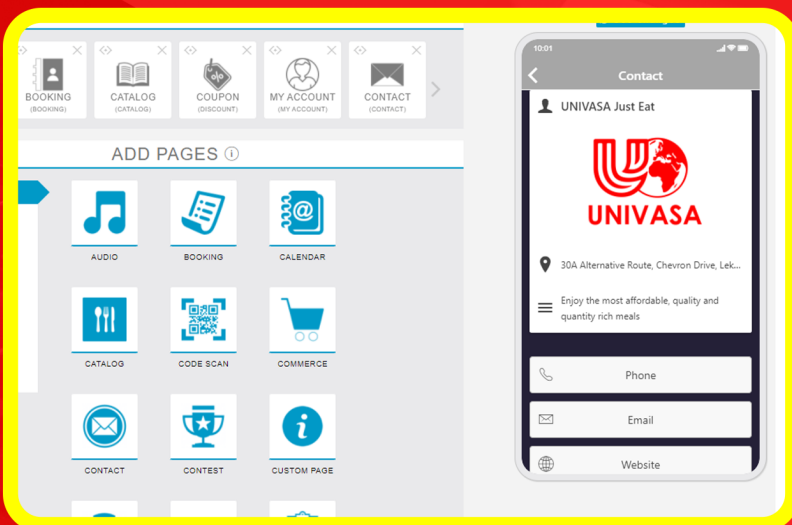 BOOKING
(BOOKING)
CATALOG
(CATALOG)
COUPON
(DISCOUNT)
MY ACCOUNT
(MY ACCOUNT)
CONTACT
(CONTACT)
ADD PAGES
AUDIO
BOOKING
CALENDAR
CATALOG
CODE SCAN
COMMERCE
CONTACT
CONTEST
CUSTOM PAGE
10:01
Contact
UNIVASA Just Eat
UNIVASA
30A Alternative Route, Chevron Drive, Lek...
Enjoy the most affordable, quality and
quantity rich meals
Phone
Email
Website